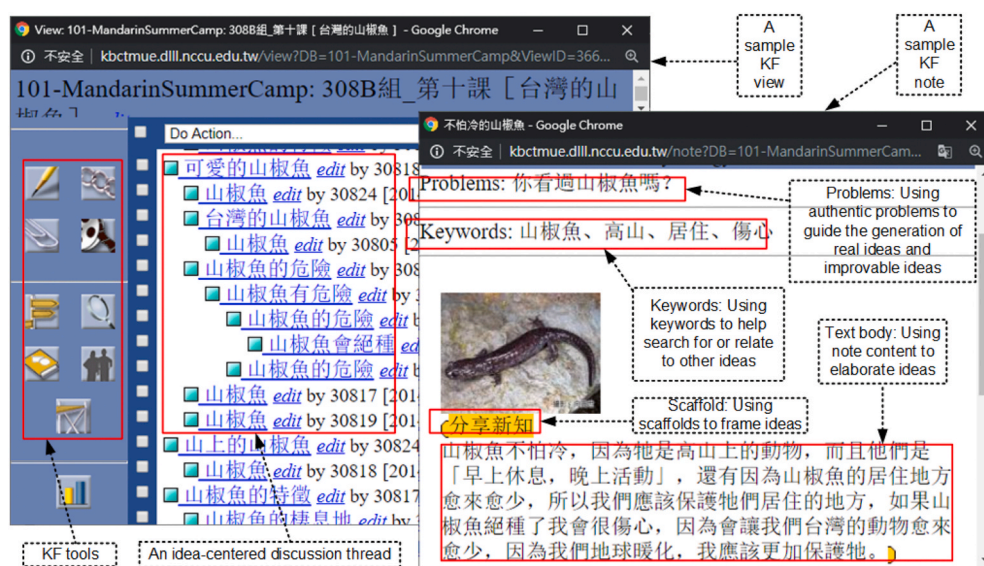 View: 101-MandarinSummerCamp: 308B組_第十課 [ 台灣的山椒魚 ] - Google Chrome
不安全 | kbctmue.dlll.nccu.edu.tw/view?DB=101-MandarinSummerCamp&ViewID=366...
101-MandarinSummerCamp: 308B組_第十課 [ 台灣的山
Do Action...
可愛的山椒魚 edit by 30818
山椒魚 edit by 30824 [201
台灣的山椒魚 edit by 308
山椒魚 edit by 30805 [2
山椒魚的危險 edit by 308
山椒魚有危險 edit by 3
山椒魚的危險 edit b
山椒魚會絕種 ed
山椒魚的危險 edit b
山椒魚 edit by 30817 [201
山椒魚 edit by 30819 [201
山上的山椒魚 edit by 30824
山椒魚 edit by 30818 [201
山椒魚的特徵 edit by 30817
山椒魚的棲息地 edit by
KF tools
An idea-centered discussion thread
A
sample
KF
view
A
sample
KF
note
不怕冷的山椒魚 - Google Chrome
不安全 | kbctmue.dlll.nccu.edu.tw/note?DB=101-MandarinSummerCam...
Problems: 你看過山椒魚嗎?
Keywords: 山椒魚、高山、居住、傷心
Problems: Using
authentic problems to
guide the generation of
real ideas and
improvable ideas
Keywords: Using
keywords to help
search for or relate
to other ideas
Text body: Using
note content to
elaborate ideas
Scaffold: Using
scaffolds to frame ideas.
分享新知
山椒魚不怕冷，因為牠是高山上的動物，而且他們是
「早上休息，晚上活動」，還有因為山椒魚的居住地方
愈來愈少，所以我們應該保護牠們居住的地方，如果山
椒魚絕種了我會很傷心，因為會讓我們台灣的動物愈來
愈少，因為我們地球暖化，我應該更加保護牠。